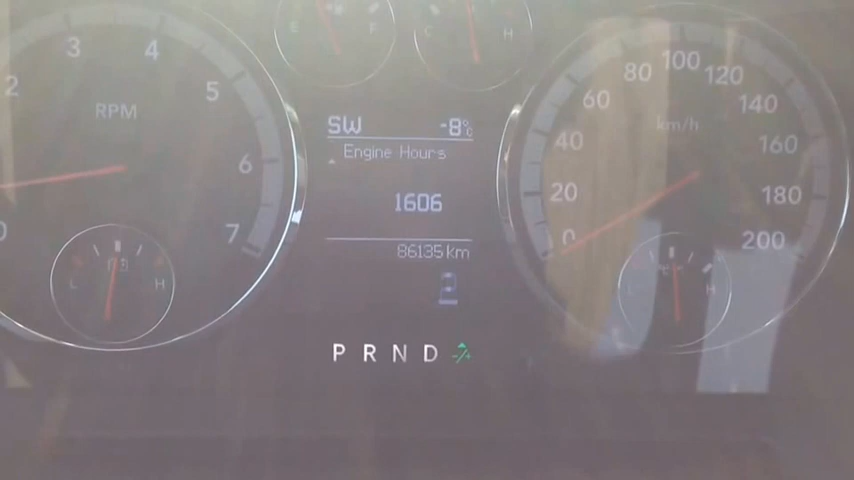 E F
C H
2 3 4 5 6 7 0
RPM
L H
SW -8°C
Engine Hours
1606
86135 km
P R N D -/+
0 20 40 60 80 100 120 140 160 180 200
km/h
°C H